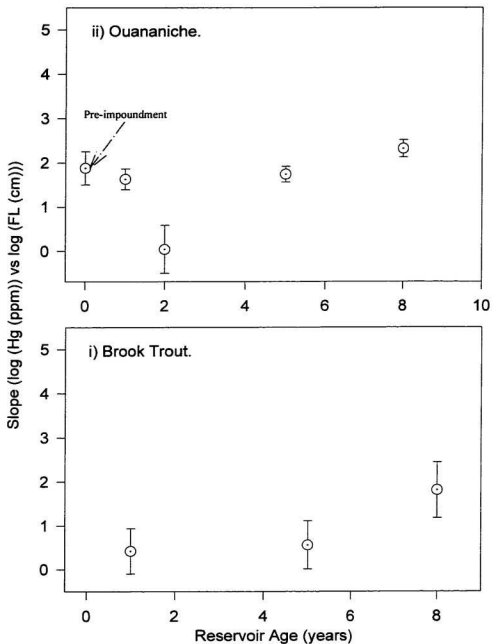 ii) Ouananiche.
Pre-impoundment
5
4
3
2
1
0
0 2 4 6 8 10
i) Brook Trout.
5
4
3
2
1
0
0 2 4 6 8
Slope (log (Hg (ppm)) vs log (FL (cm)))
Reservoir Age (years)